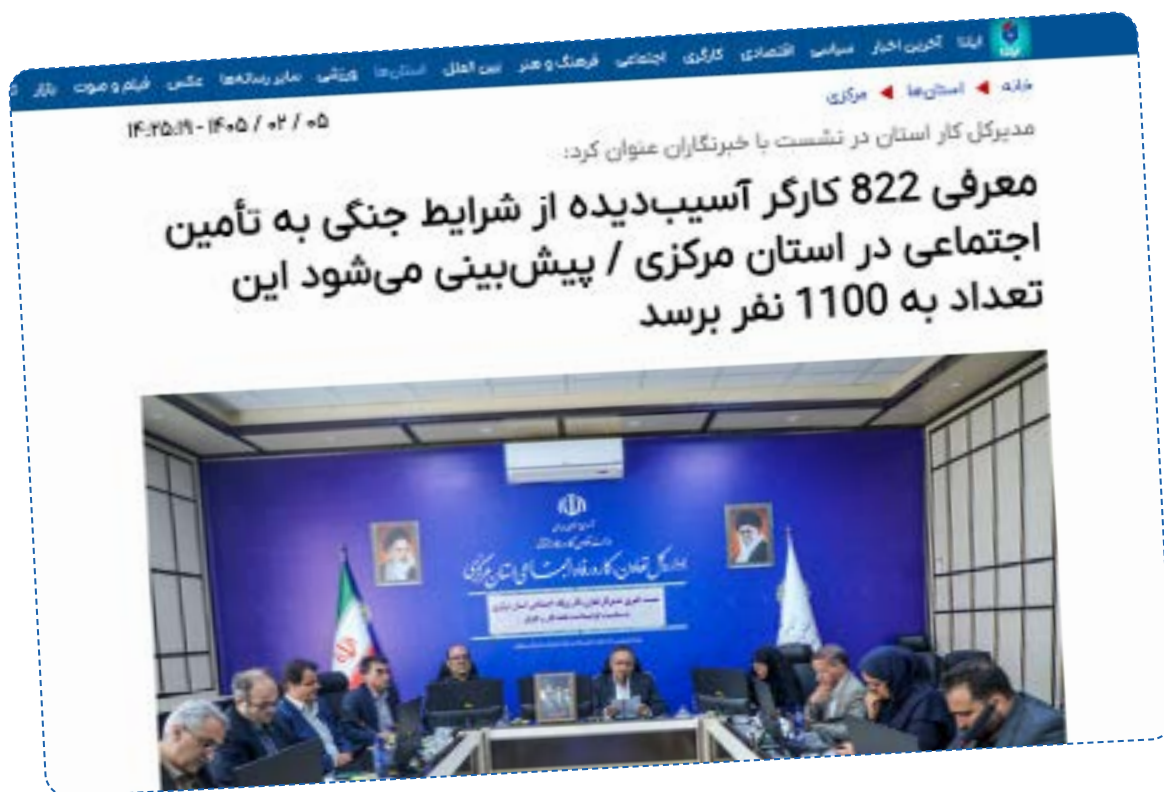 ایلنا آخرین اخبار سیاسی اقتصادی کارگری اجتماعی فرهنگ و هنر بین الملل استان‌ها ورزشی سایر رسانه‌ها عکس فیلم و صوت بازار
خانه استان‌ها مرکزی
۱۴۰۵ / ۰۲ / ۰۵ - ۱۴:۲۵:۱۹
مدیرکل کار استان در نشست با خبرنگاران عنوان کرد:
معرفی 822 کارگر آسیب‌دیده از شرایط جنگی به تأمین
اجتماعی در استان مرکزی / پیش‌بینی می‌شود این
تعداد به 1100 نفر برسد
اداره کل تعاون کار و رفاه اجتماعی استان مرکزی